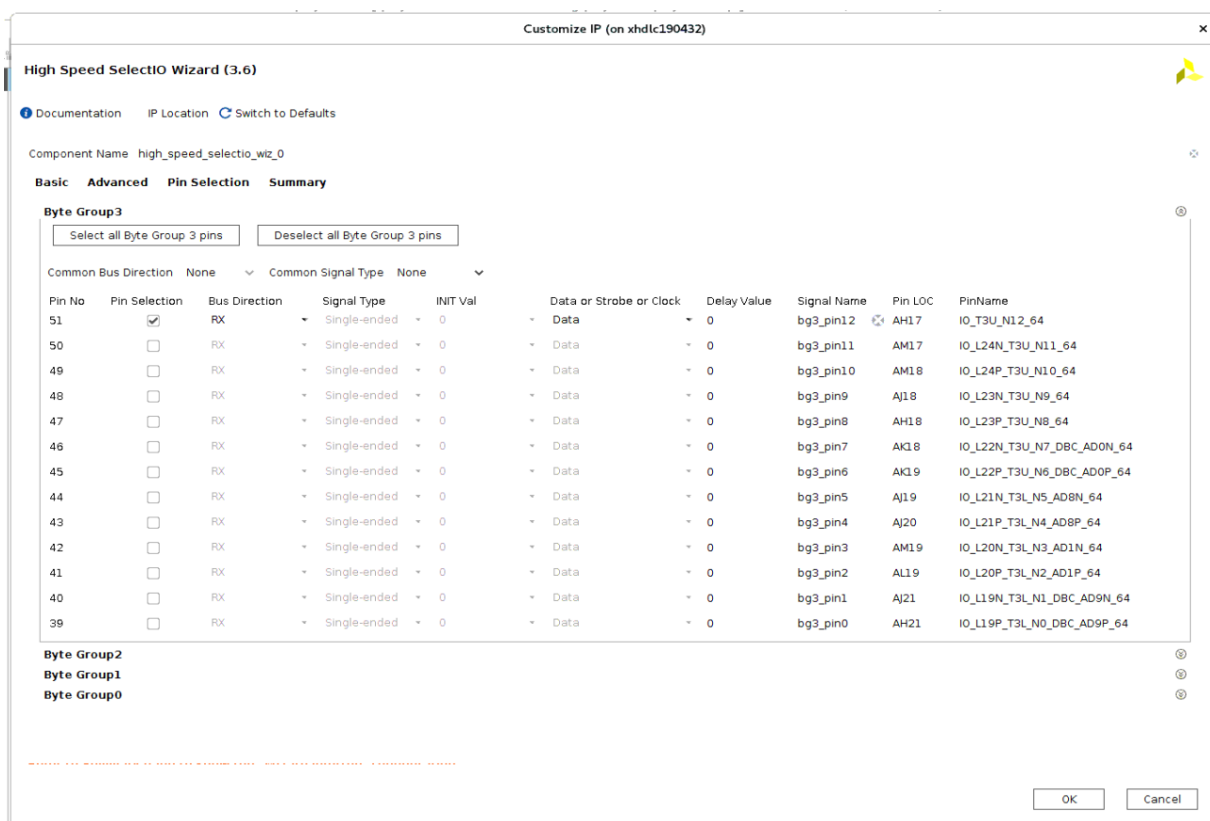 Customize IP (on xhdlc190432)
High Speed SelectIO Wizard (3.6)
Documentation IP Location Switch to Defaults
Component Name high_speed_selectio_wiz_0
Basic Advanced Pin Selection Summary
Byte Group3
Select all Byte Group 3 pins Deselect all Byte Group 3 pins
Common Bus Direction None Common Signal Type None
Pin No Pin Selection Bus Direction Signal Type INIT Val Data or Strobe or Clock Delay Value Signal Name Pin LOC PinName
51 RX Single-ended 0 Data 0 bg3_pin12 AH17 IO_T3U_N12_64
50 RX Single-ended 0 Data 0 bg3_pin11 AM17 IO_L24N_T3U_N11_64
49 RX Single-ended 0 Data 0 bg3_pin10 AM18 IO_L24P_T3U_N10_64
48 RX Single-ended 0 Data 0 bg3_pin9 AJ18 IO_L23N_T3U_N9_64
47 RX Single-ended 0 Data 0 bg3_pin8 AH18 IO_L23P_T3U_N8_64
46 RX Single-ended 0 Data 0 bg3_pin7 AK18 IO_L22N_T3U_N7_DBC_AD0N_64
45 RX Single-ended 0 Data 0 bg3_pin6 AK19 IO_L22P_T3U_N6_DBC_AD0P_64
44 RX Single-ended 0 Data 0 bg3_pin5 AJ19 IO_L21N_T3L_N5_AD8N_64
43 RX Single-ended 0 Data 0 bg3_pin4 AJ20 IO_L21P_T3L_N4_AD8P_64
42 RX Single-ended 0 Data 0 bg3_pin3 AM19 IO_L20N_T3L_N3_AD1N_64
41 RX Single-ended 0 Data 0 bg3_pin2 AL19 IO_L20P_T3L_N2_AD1P_64
40 RX Single-ended 0 Data 0 bg3_pin1 AJ21 IO_L19N_T3L_N1_DBC_AD9N_64
39 RX Single-ended 0 Data 0 bg3_pin0 AH21 IO_L19P_T3L_N0_DBC_AD9P_64
Byte Group2
Byte Group1
Byte Group0
OK Cancel